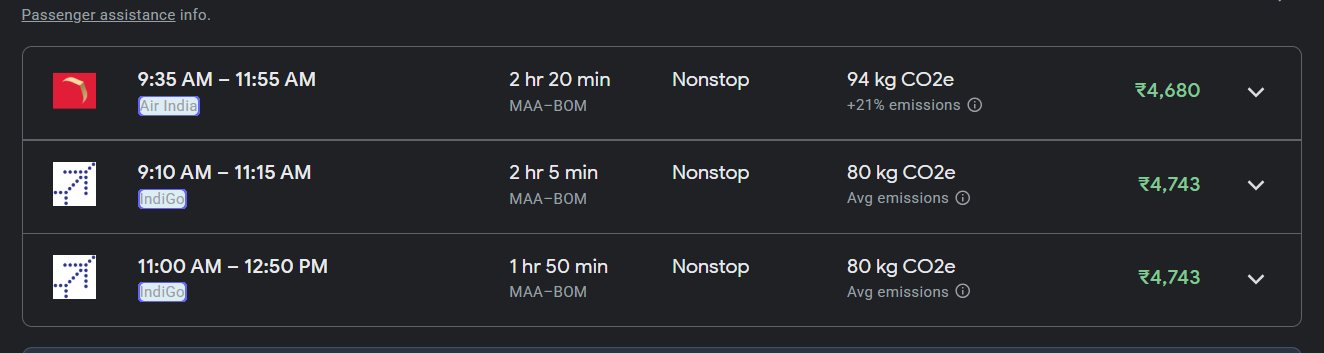 Passenger assistance info.
9:35 AM – 11:55 AM
Air India
2 hr 20 min
MAA–BOM
Nonstop
94 kg CO2e
+21% emissions
₹4,680
9:10 AM – 11:15 AM
IndiGo
2 hr 5 min
MAA–BOM
Nonstop
80 kg CO2e
Avg emissions
₹4,743
11:00 AM – 12:50 PM
IndiGo
1 hr 50 min
MAA–BOM
Nonstop
80 kg CO2e
Avg emissions
₹4,743